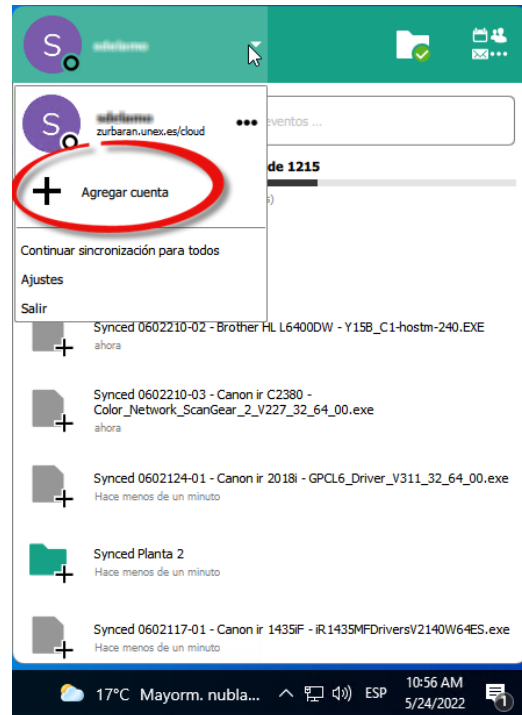 S
S
zurbaran.unex.es/cloud
eventos ...
de 1215
Agregar cuenta
s)
Continuar sincronización para todos
Ajustes
Salir
Synced 0602210-02 - Brother HL L6400DW - Y15B_C1-hostm-240.EXE
ahora
Synced 0602210-03 - Canon ir C2380 -
Color_Network_ScanGear_2_V227_32_64_00.exe
ahora
Synced 0602124-01 - Canon ir 2018i - GPCL6_Driver_V311_32_64_00.exe
Hace menos de un minuto
Synced Planta 2
Hace menos de un minuto
Synced 0602117-01 - Canon ir 1435iF - iR1435MFDriversV2140W64ES.exe
Hace menos de un minuto
17°C Mayorm. nubla... ESP 10:56 AM
5/24/2022
1